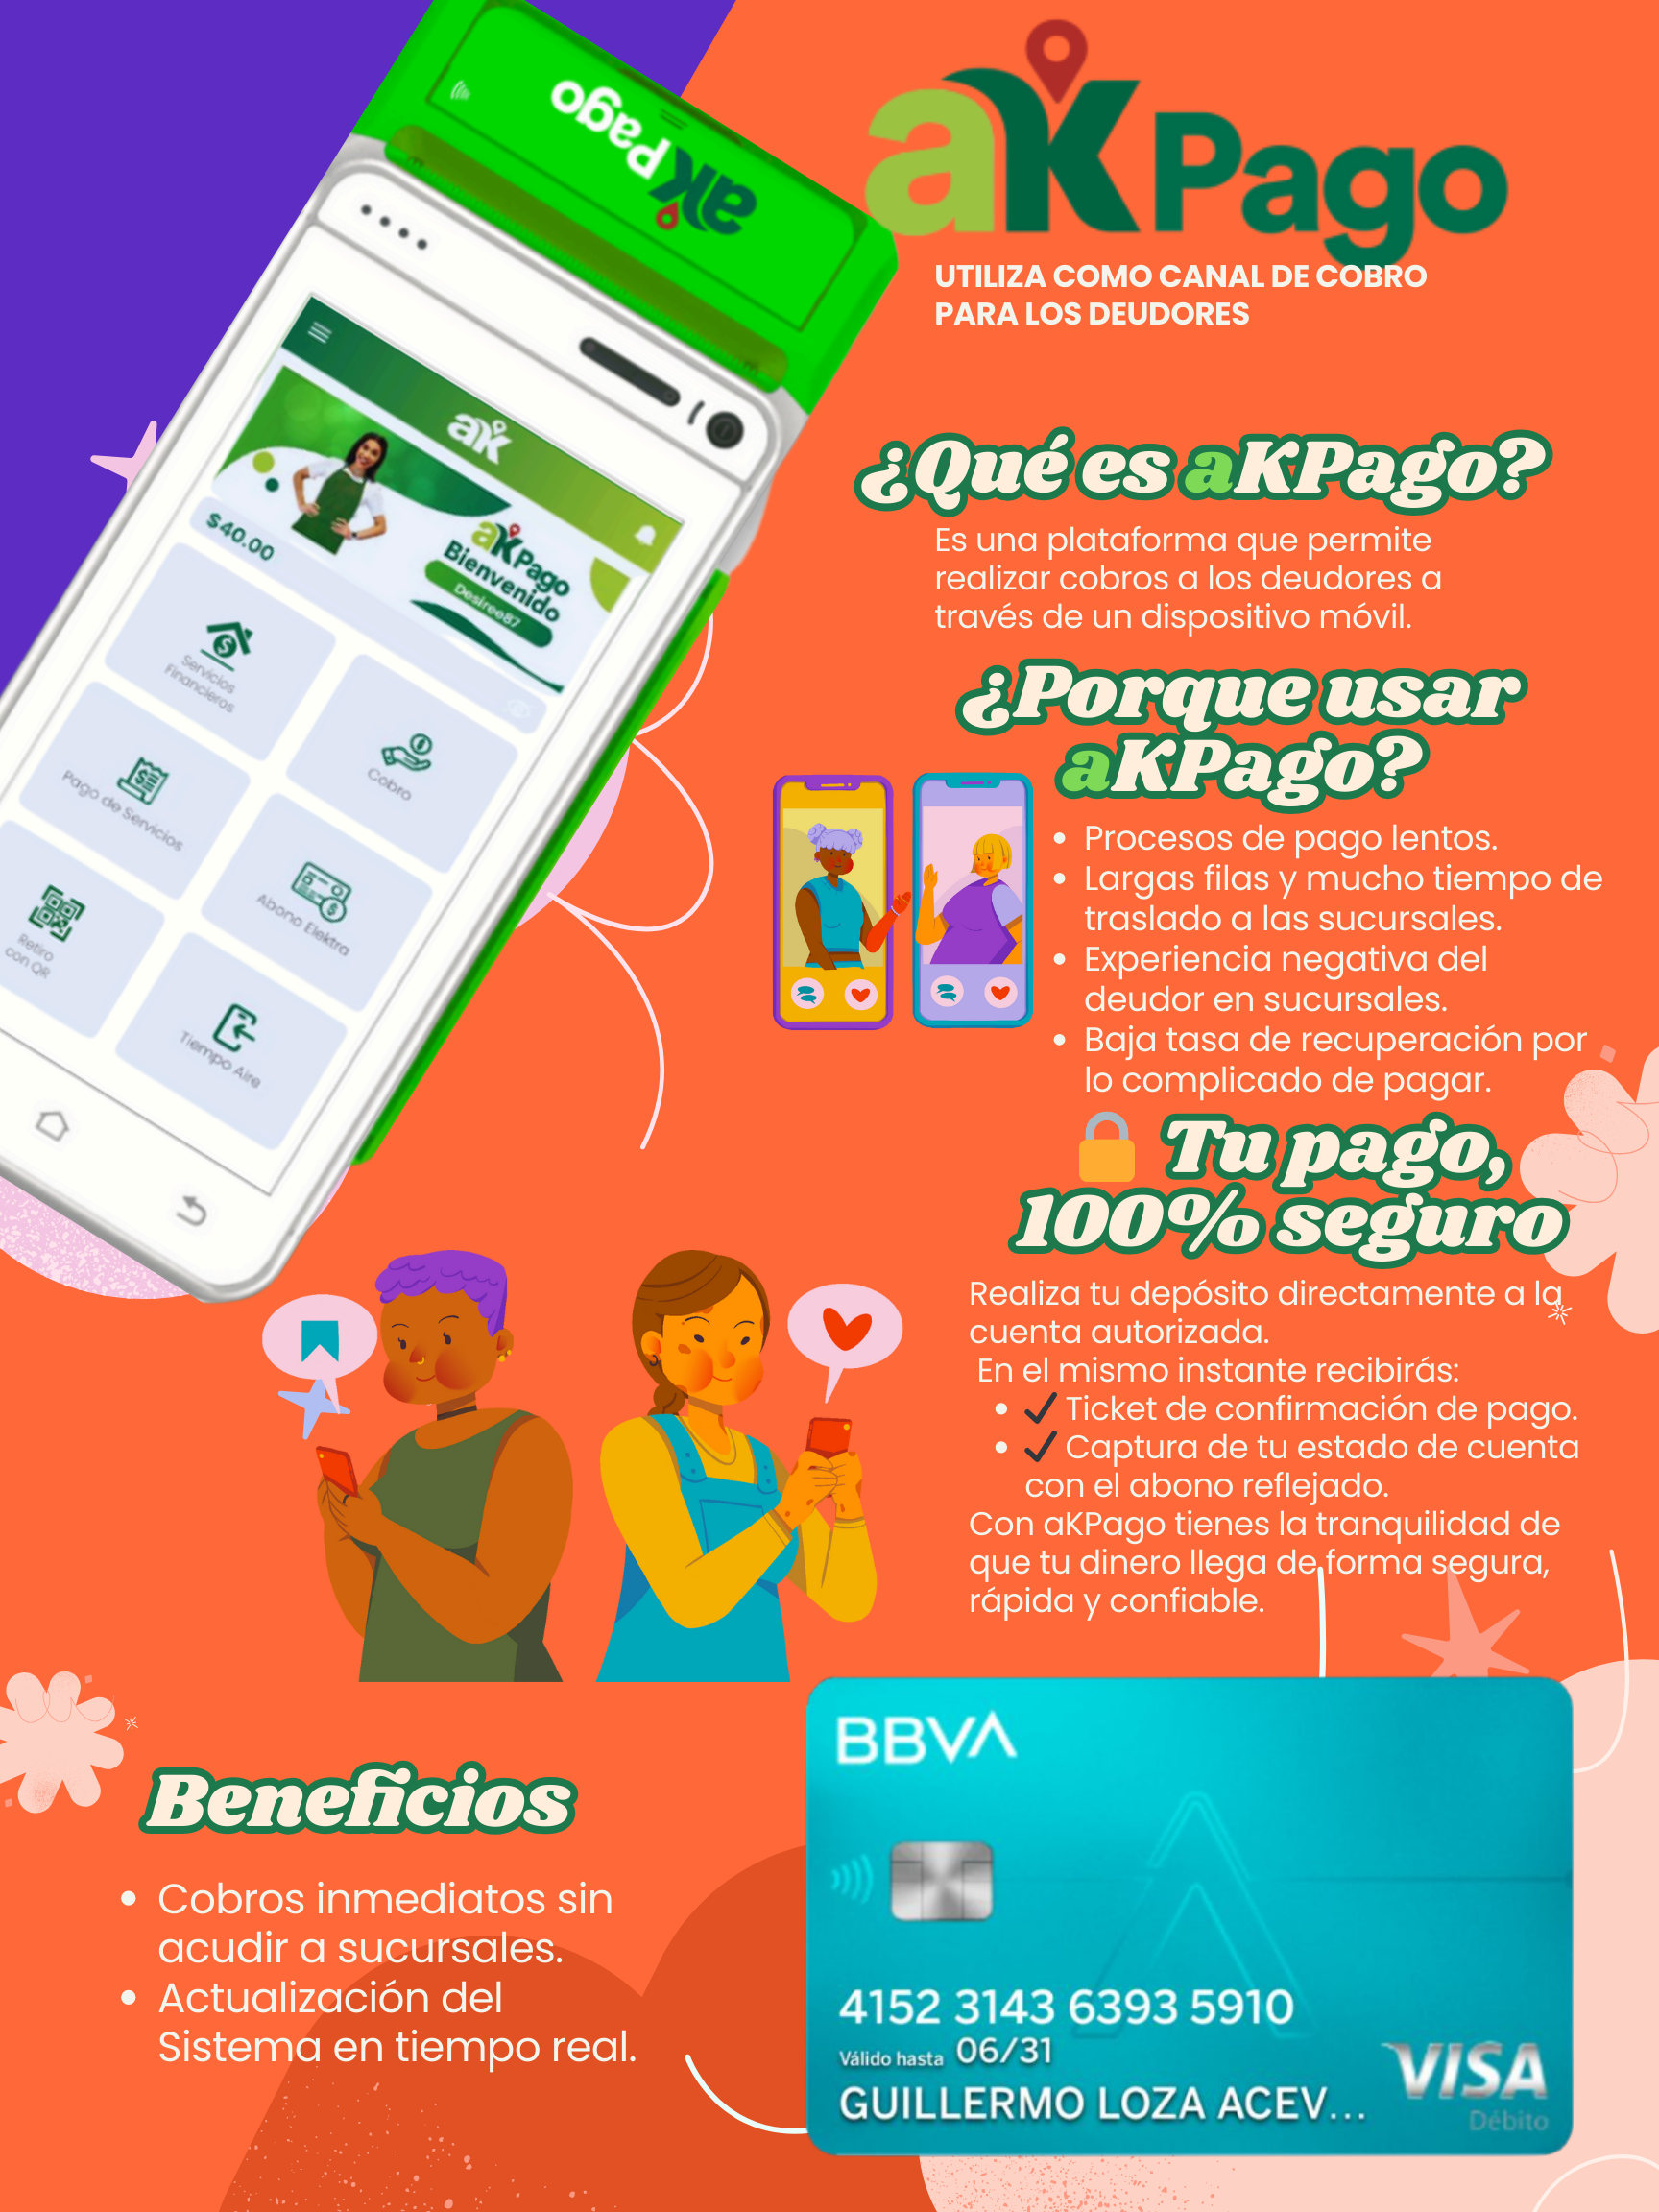 aKPago
aKPago
UTILIZA COMO CANAL DE COBRO
PARA LOS DEUDORES
ak
aKPago
Bienvenido
Desiree87
$40.00
Servicios
Financieros
Cobro
Pago de Servicios
Abono Elektra
Retiro
con QR
Tiempo Aire
¿Qué es aKPago?
Es una plataforma que permite
realizar cobros a los deudores a
través de un dispositivo móvil.
¿Porque usar
aKPago?
• Procesos de pago lentos.
• Largas filas y mucho tiempo de
traslado a las sucursales.
• Experiencia negativa del
deudor en sucursales.
• Baja tasa de recuperación por
lo complicado de pagar.
🔒 Tu pago,
100% seguro
Realiza tu depósito directamente a la
cuenta autorizada.
En el mismo instante recibirás:
• ✔ Ticket de confirmación de pago.
• ✔ Captura de tu estado de cuenta
con el abono reflejado.
Con aKPago tienes la tranquilidad de
que tu dinero llega de forma segura,
rápida y confiable.
Beneficios
• Cobros inmediatos sin
acudir a sucursales.
• Actualización del
Sistema en tiempo real.
BBVA
4152 3143 6393 5910
Válido hasta 06/31
GUILLERMO LOZA ACEV...
VISA
Débito